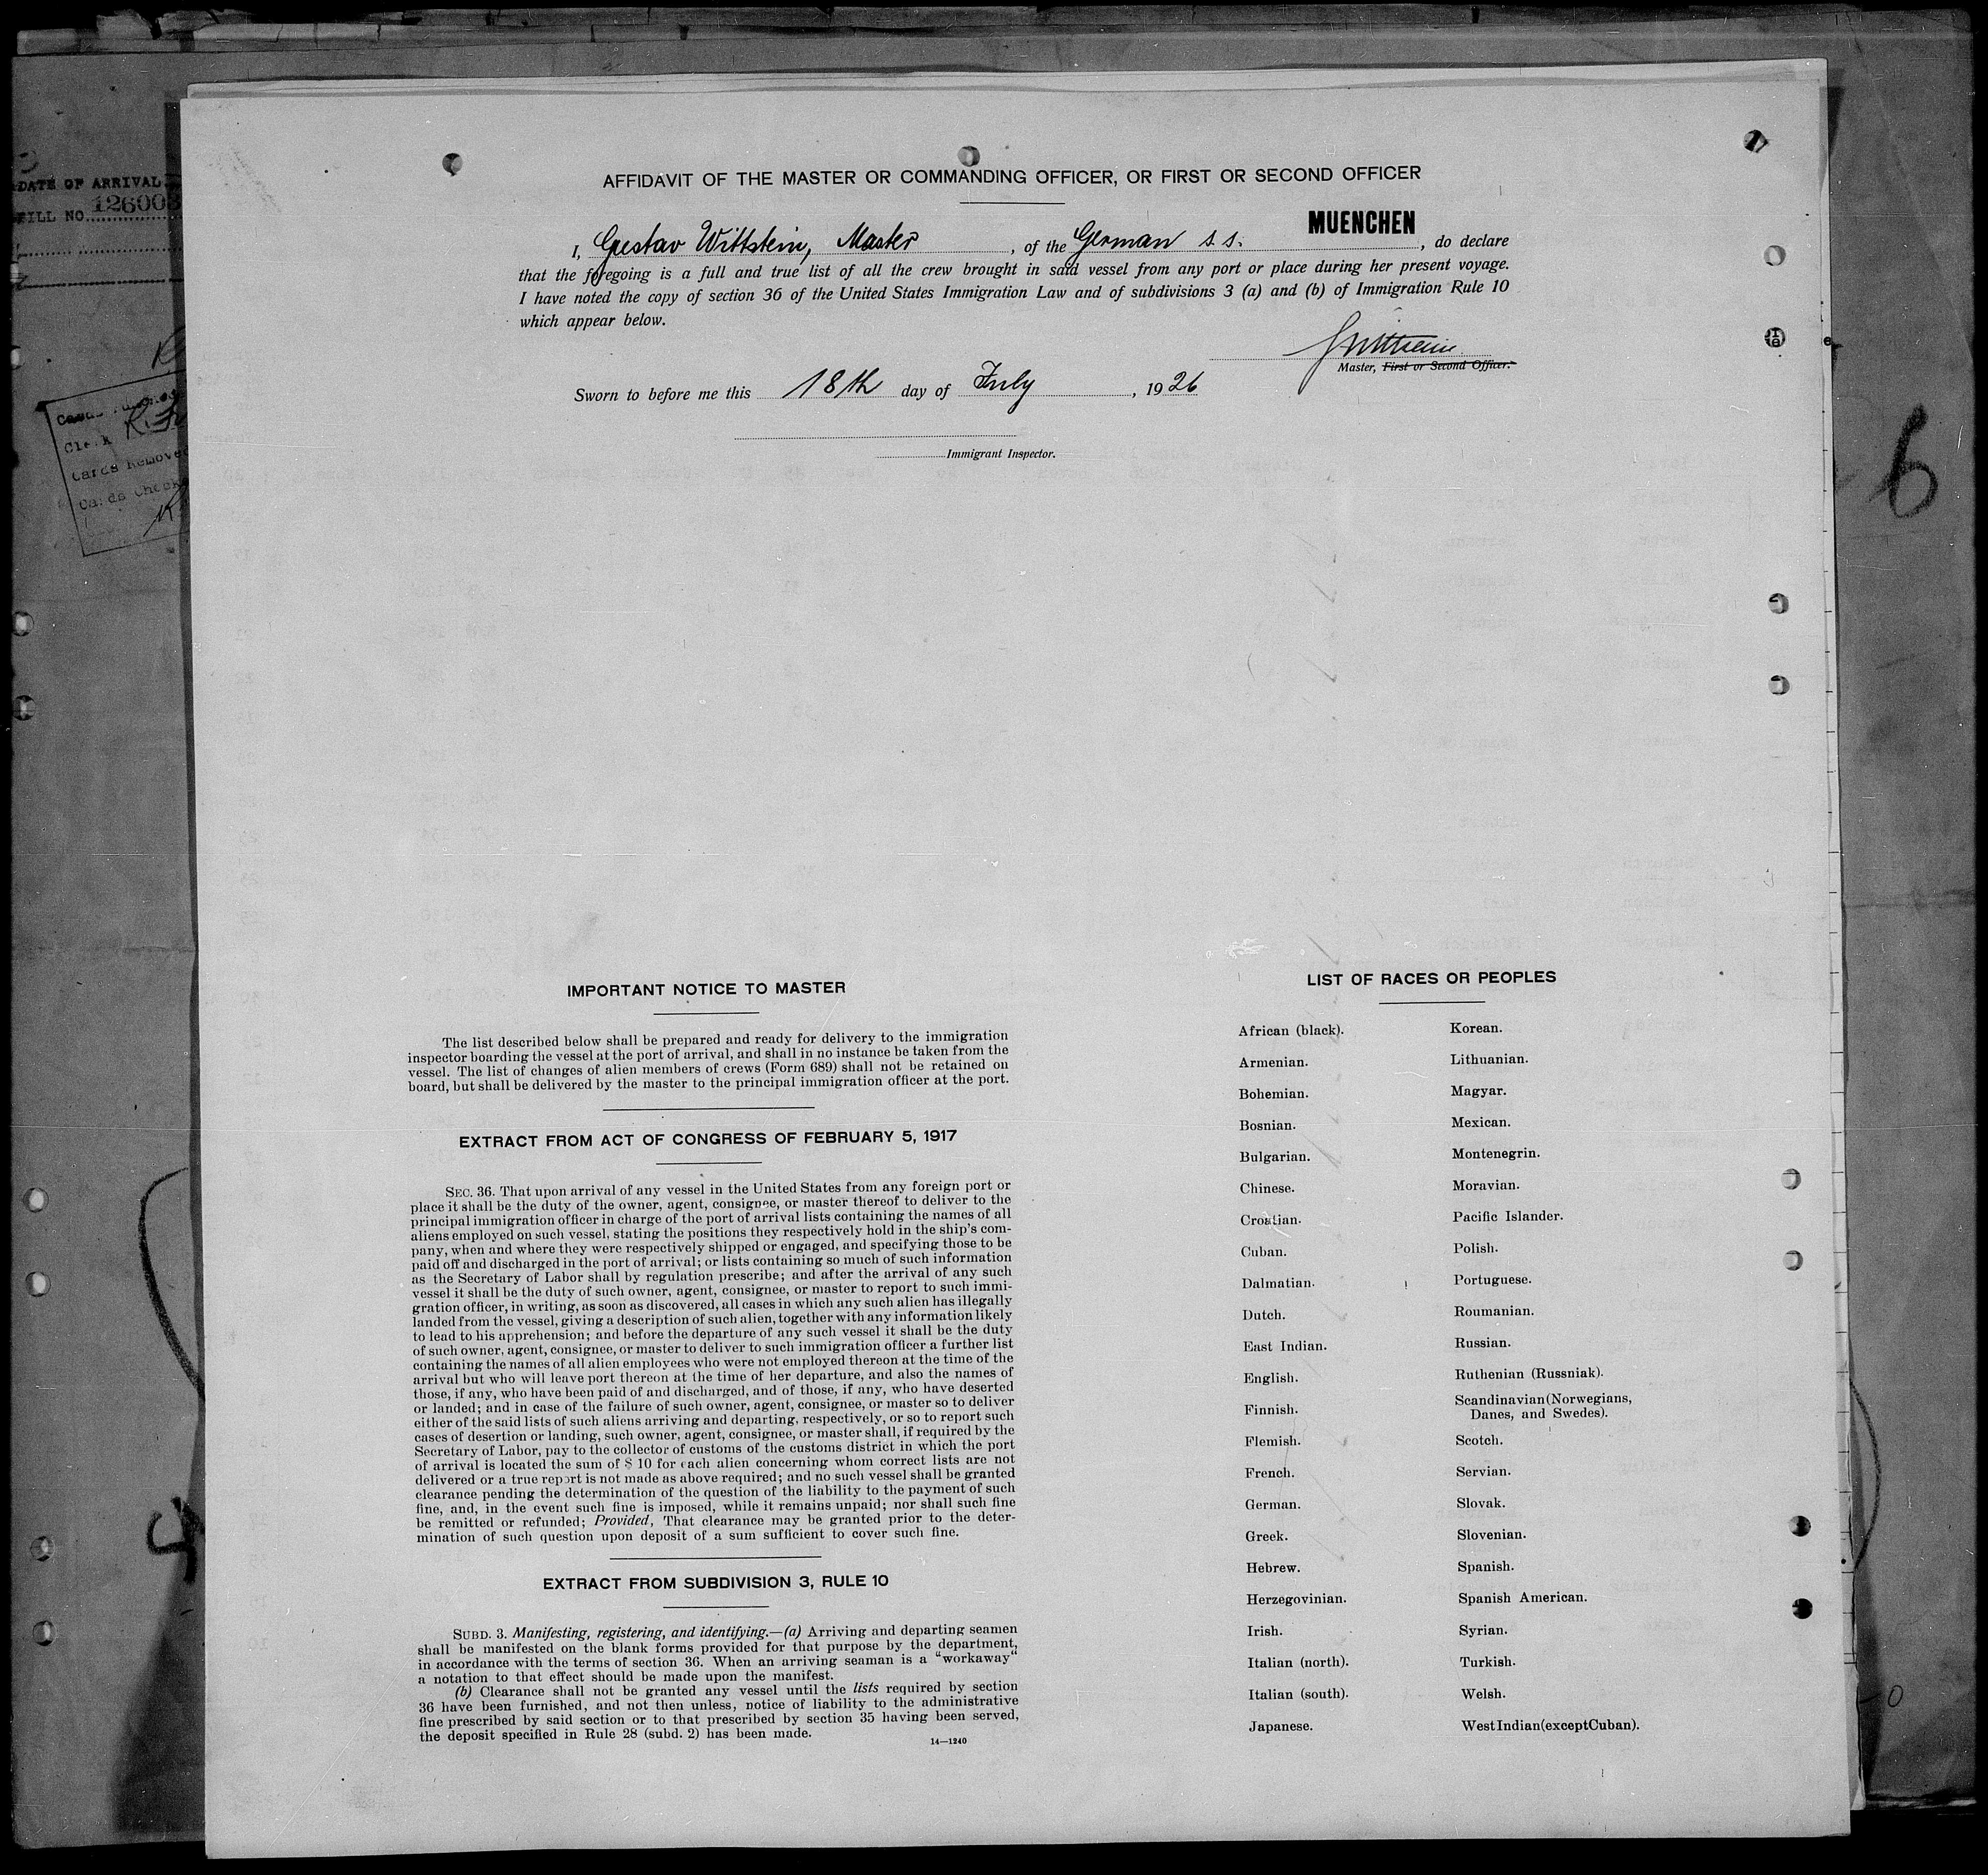 DATE OF ARRIVAL
FILL NO. 126003
Clerk
Cards Removed
Cards Check
6
AFFIDAVIT OF THE MASTER OR COMMANDING OFFICER, OR FIRST OR SECOND OFFICER
I, Gustav Wittstein, Master, of the German s.s. MUENCHEN, do declare
that the foregoing is a full and true list of all the crew brought in said vessel from any port or place during her present voyage.
I have noted the copy of section 36 of the United States Immigration Law and of subdivisions 3 (a) and (b) of Immigration Rule 10
which appear below.
GWittstein
Master, First or Second Officer.
Sworn to before me this 18th day of July, 1926
Immigrant Inspector.
IMPORTANT NOTICE TO MASTER
The list described below shall be prepared and ready for delivery to the immigration
inspector boarding the vessel at the port of arrival, and shall in no instance be taken from the
vessel. The list of changes of alien members of crews (Form 689) shall not be retained on
board, but shall be delivered by the master to the principal immigration officer at the port.
EXTRACT FROM ACT OF CONGRESS OF FEBRUARY 5, 1917
SEC. 36. That upon arrival of any vessel in the United States from any foreign port or
place it shall be the duty of the owner, agent, consignee, or master thereof to deliver to the
principal immigration officer in charge of the port of arrival lists containing the names of all
aliens employed on such vessel, stating the positions they respectively hold in the ship's com-
pany, when and where they were respectively shipped or engaged, and specifying those to be
paid off and discharged in the port of arrival; or lists containing so much of such information
as the Secretary of Labor shall by regulation prescribe; and after the arrival of any such
vessel it shall be the duty of such owner, agent, consignee, or master to report to such immi-
gration officer, in writing, as soon as discovered, all cases in which any such alien has illegally
landed from the vessel, giving a description of such alien, together with any information likely
to lead to his apprehension; and before the departure of any such vessel it shall be the duty
of such owner, agent, consignee, or master to deliver to such immigration officer a further list
containing the names of all alien employees who were not employed thereon at the time of the
arrival but who will leave port thereon at the time of her departure, and also the names of
those, if any, who have been paid of and discharged, and of those, if any, who have deserted
or landed; and in case of the failure of such owner, agent, consignee, or master so to deliver
either of the said lists of such aliens arriving and departing, respectively, or so to report such
cases of desertion or landing, such owner, agent, consignee, or master shall, if required by the
Secretary of Labor, pay to the collector of customs of the customs district in which the port
of arrival is located the sum of $ 10 for each alien concerning whom correct lists are not
delivered or a true report is not made as above required; and no such vessel shall be granted
clearance pending the determination of the question of the liability to the payment of such
fine, and, in the event such fine is imposed, while it remains unpaid; nor shall such fine
be remitted or refunded; Provided, That clearance may be granted prior to the deter-
mination of such question upon deposit of a sum sufficient to cover such fine.
EXTRACT FROM SUBDIVISION 3, RULE 10
SUBD. 3. Manifesting, registering, and identifying.—(a) Arriving and departing seamen
shall be manifested on the blank forms provided for that purpose by the department,
in accordance with the terms of section 36. When an arriving seaman is a "workaway"
a notation to that effect should be made upon the manifest.
(b) Clearance shall not be granted any vessel until the lists required by section
36 have been furnished, and not then unless, notice of liability to the administrative
fine prescribed by said section or to that prescribed by section 35 having been served,
the deposit specified in Rule 28 (subd. 2) has been made.
14—1240
LIST OF RACES OR PEOPLES
African (black).
Armenian.
Bohemian.
Bosnian.
Bulgarian.
Chinese.
Croatian.
Cuban.
Dalmatian.
Dutch.
East Indian.
English.
Finnish.
Flemish.
French.
German.
Greek.
Hebrew.
Herzegovinian.
Irish.
Italian (north).
Italian (south).
Japanese.
Korean.
Lithuanian.
Magyar.
Mexican.
Montenegrin.
Moravian.
Pacific Islander.
Polish.
Portuguese.
Roumanian.
Russian.
Ruthenian (Russniak).
Scandinavian (Norwegians,
Danes, and Swedes).
Scotch.
Servian.
Slovak.
Slovenian.
Spanish.
Spanish American.
Syrian.
Turkish.
Welsh.
West Indian (except Cuban).